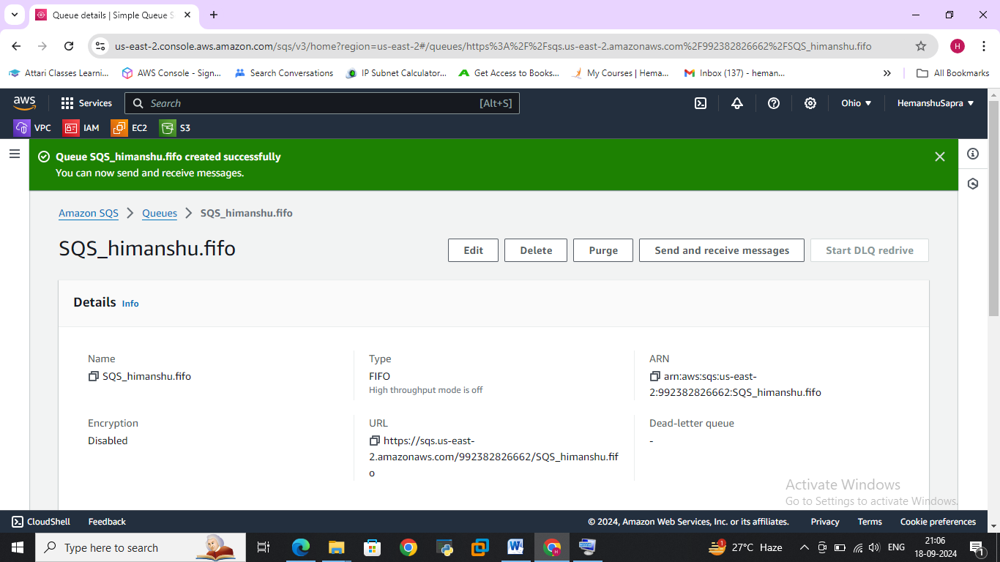 Queue details | Simple Queue S
us-east-2.console.aws.amazon.com/sqs/v3/home?region=us-east-2#/queues/https%3A%2F%2Fsqs.us-east-2.amazonaws.com%2F992382826662%2FSQS_himanshu.fifo
H
Attari Classes Learni...
AWS Console - Sign...
Search Conversations
IP Subnet Calculator...
Get Access to Books...
My Courses | Hema...
Inbox (137) - heman...
All Bookmarks
aws
Services
Search
[Alt+S]
Ohio
HemanshuSapra
VPC
IAM
EC2
S3
Queue SQS_himanshu.fifo created successfully
You can now send and receive messages.
Amazon SQS
Queues
SQS_himanshu.fifo
SQS_himanshu.fifo
Edit
Delete
Purge
Send and receive messages
Start DLQ redrive
Details Info
Name
SQS_himanshu.fifo
Type
FIFO
High throughput mode is off
ARN
arn:aws:sqs:us-east-
2:992382826662:SQS_himanshu.fifo
Encryption
Disabled
URL
https://sqs.us-east-
2.amazonaws.com/992382826662/SQS_himanshu.fif
o
Dead-letter queue
-
Activate Windows
Go to Settings to activate Windows.
CloudShell
Feedback
© 2024, Amazon Web Services, Inc. or its affiliates.
Privacy
Terms
Cookie preferences
Type here to search
27°C Haze
ENG
21:06
18-09-2024
1